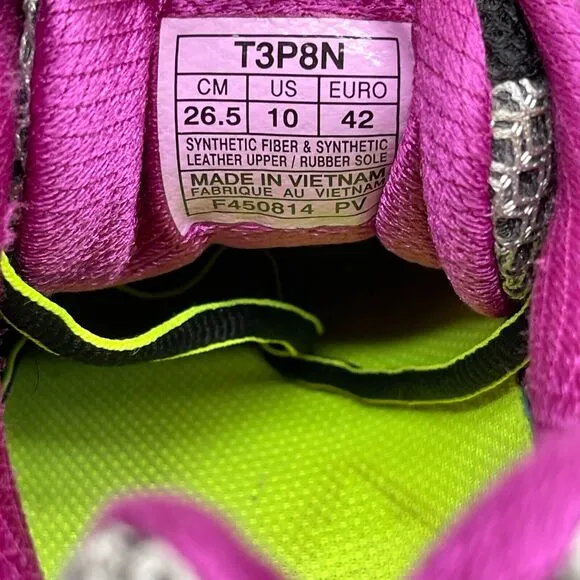 T3P8N
CM US EURO
26.5 10 42
SYNTHETIC FIBER & SYNTHETIC
LEATHER UPPER / RUBBER SOLE
MADE IN VIETNAM
FABRIQUE AU VIETNAM
F450814 PV